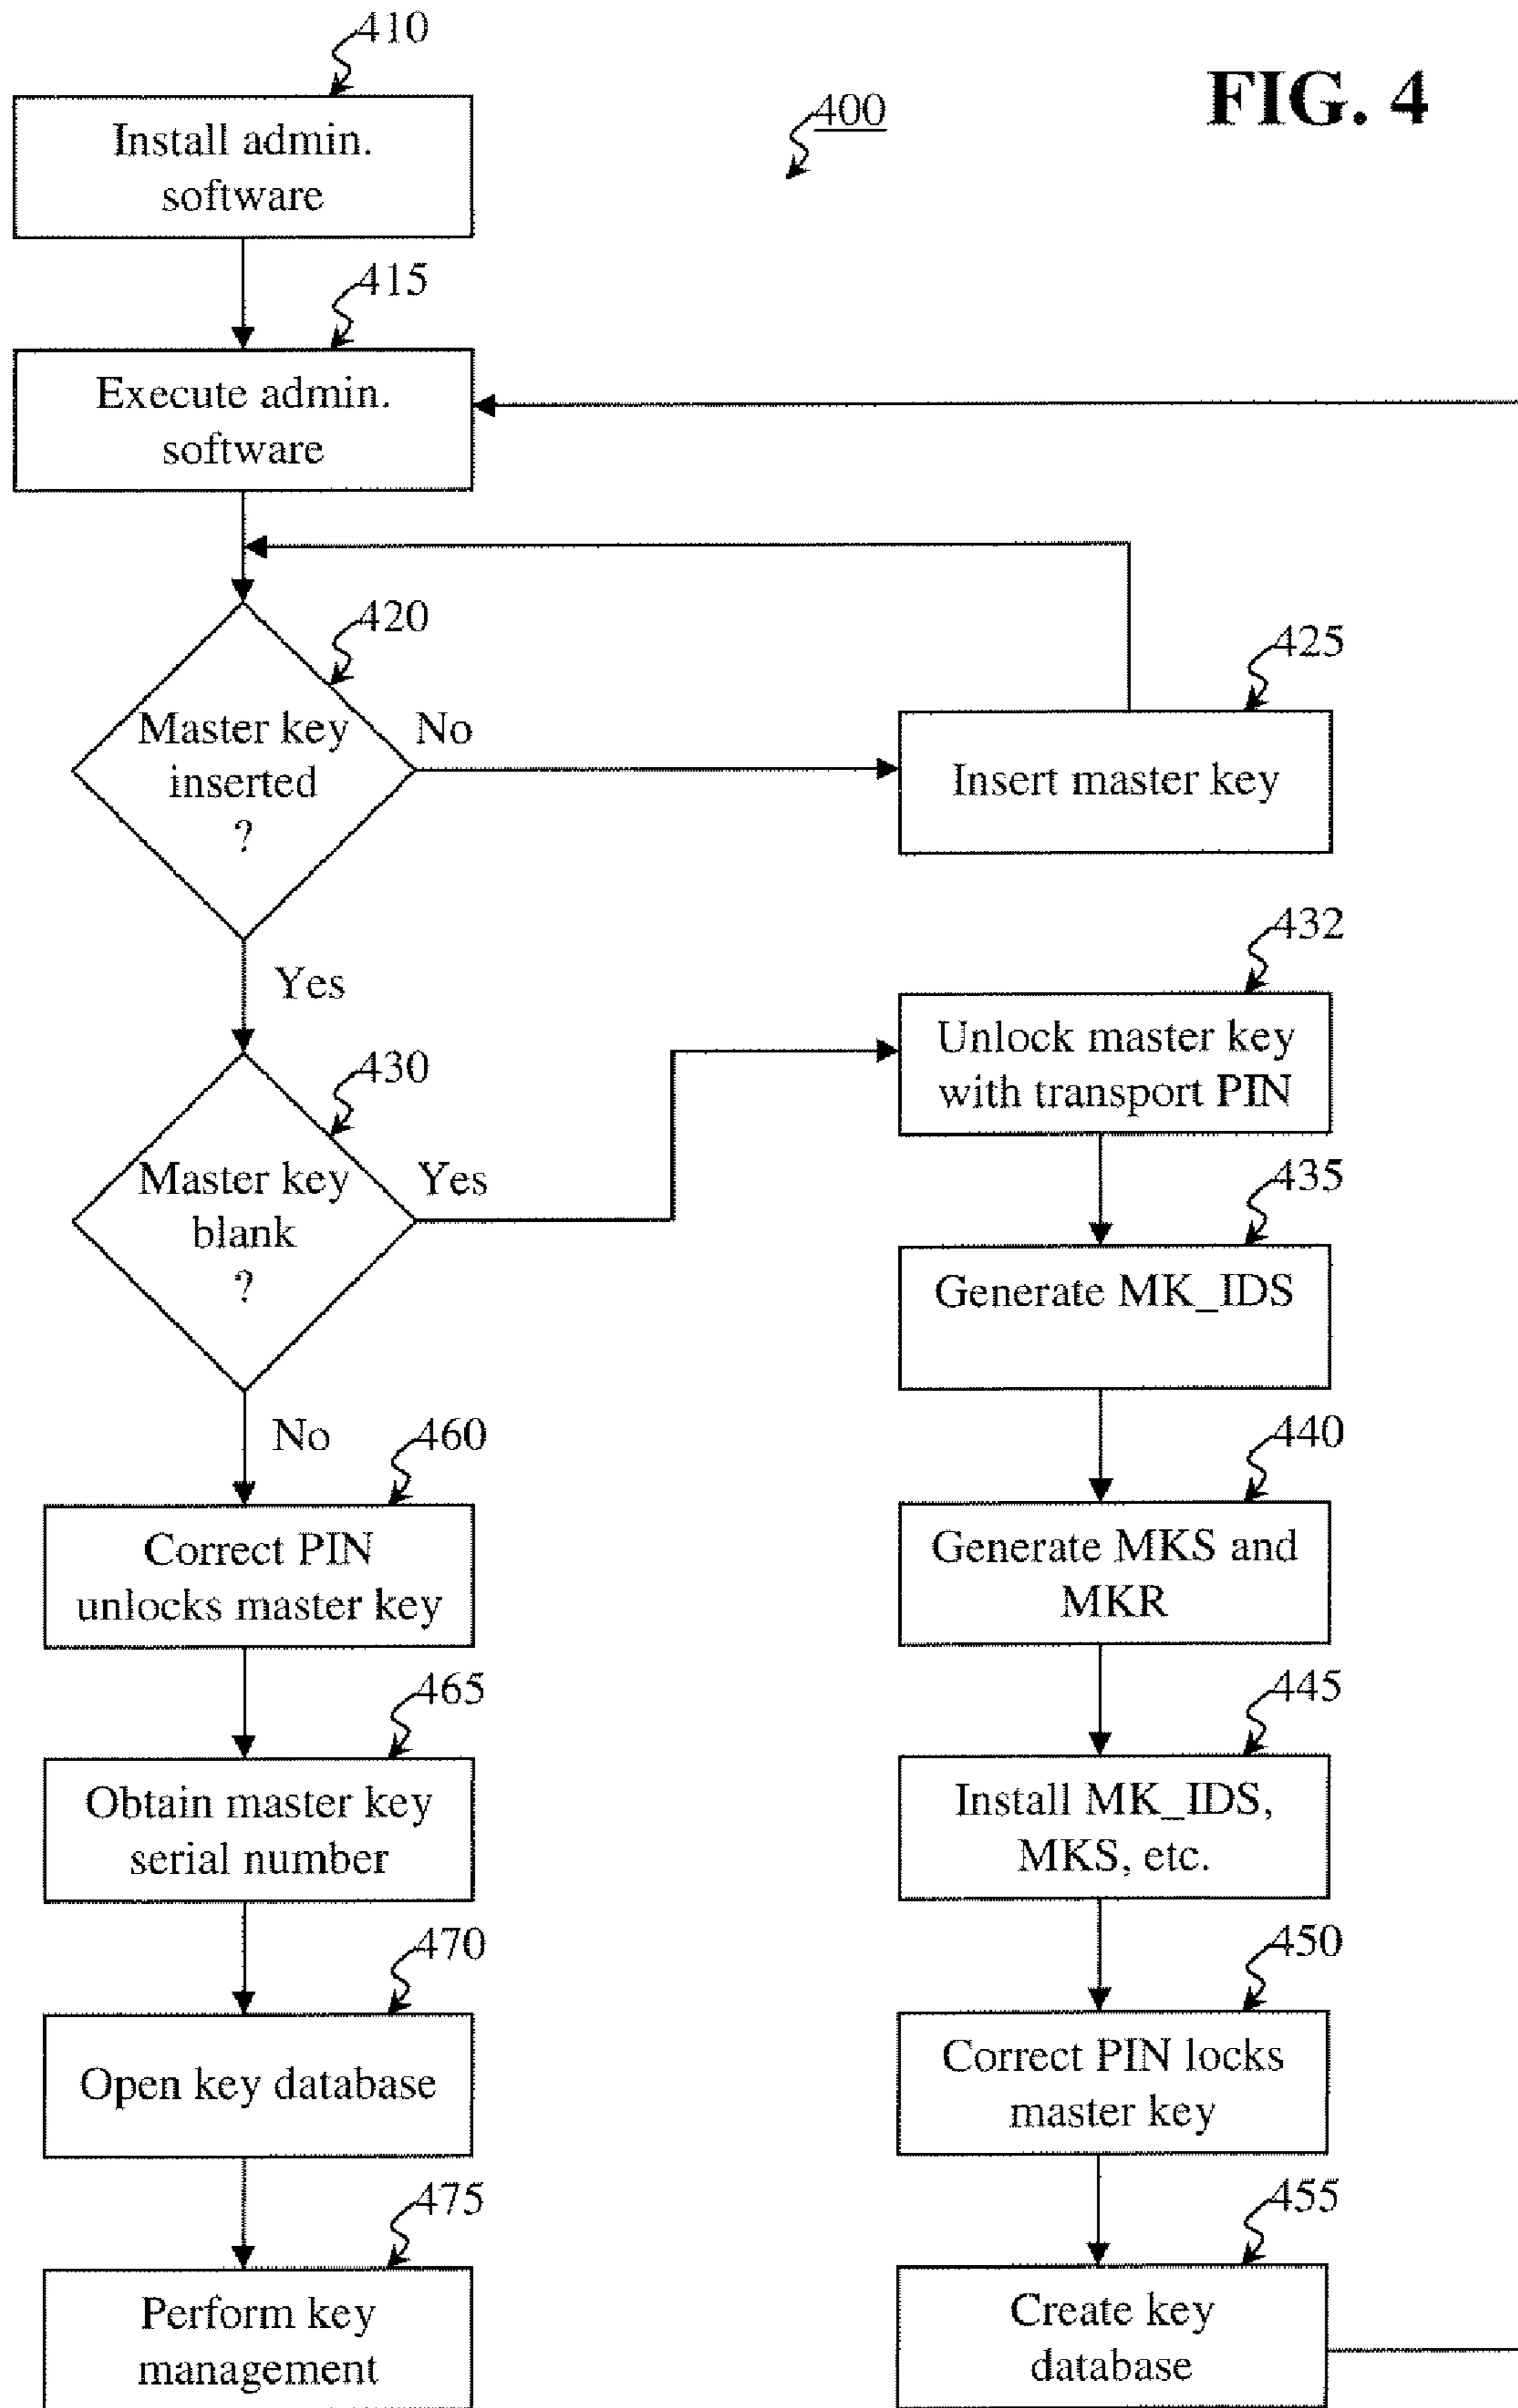 FIG. 4
400
410
Install admin.
software
415
Execute admin.
software
420
Master key
inserted
?
No
Yes
425
Insert master key
430
Master key
blank
?
Yes
No
432
Unlock master key
with transport PIN
435
Generate MK_IDS
440
Generate MKS and
MKR
445
Install MK_IDS,
MKS, etc.
450
Correct PIN locks
master key
455
Create key
database
460
Correct PIN
unlocks master key
465
Obtain master key
serial number
470
Open key database
475
Perform key
management